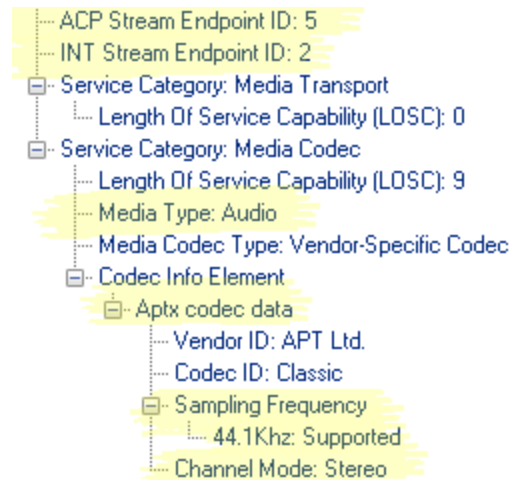 ACP Stream Endpoint ID: 5
INT Stream Endpoint ID: 2
Service Category: Media Transport
Length Of Service Capability (LOSC): 0
Service Category: Media Codec
Length Of Service Capability (LOSC): 9
Media Type: Audio
Media Codec Type: Vendor-Specific Codec
Codec Info Element
Aptx codec data
Vendor ID: APT Ltd.
Codec ID: Classic
Sampling Frequency
44.1Khz: Supported
Channel Mode: Stereo